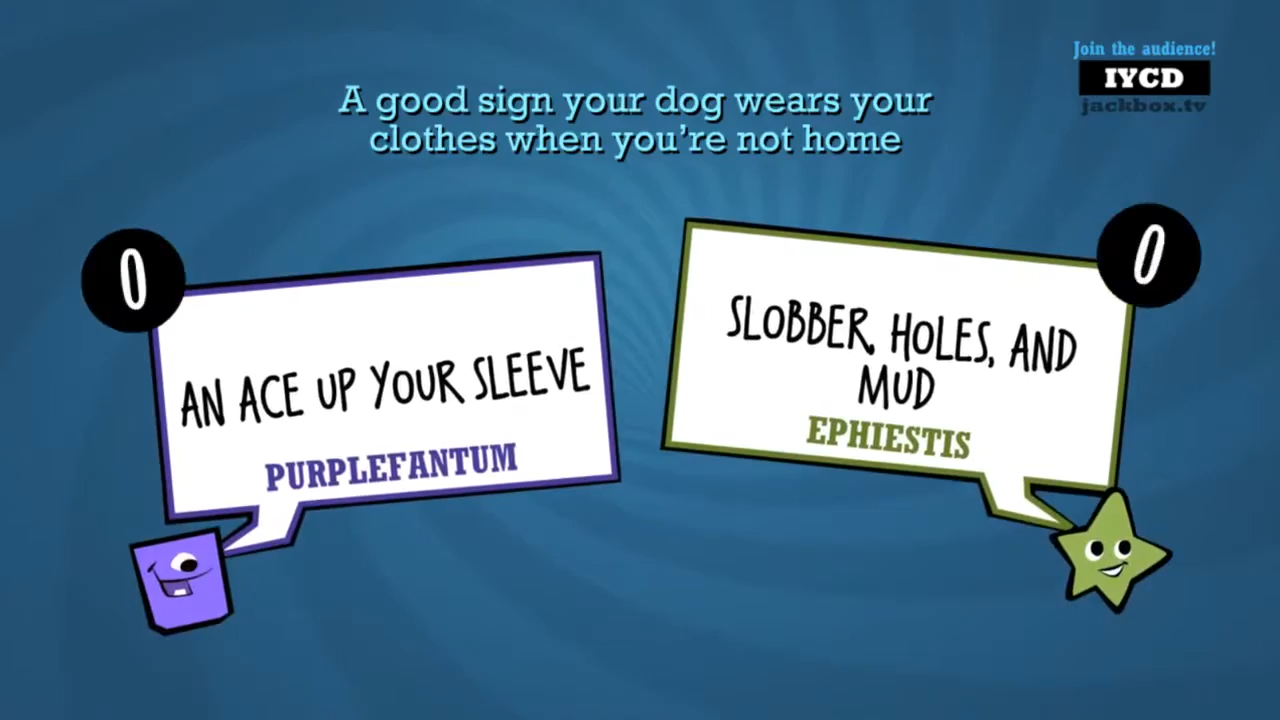 Join the audience!
IYCD
jackbox.tv
A good sign your dog wears your
clothes when you're not home
0
AN ACE UP YOUR SLEEVE
PURPLEFANTUM
0
SLOBBER, HOLES, AND
MUD
EPHIESTIS